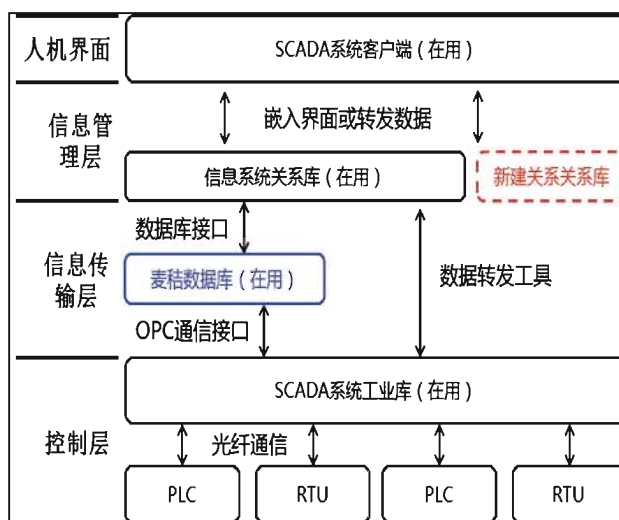 人机界面
SCADA系统客户端（在用）
信息管
理层
嵌入界面或转发数据
信息系统关系库（在用）
新建关系关系库
信息传
输层
数据库接口
麦秸数据库（在用）
数据转发工具
OPC通信接口
控制层
SCADA系统工业库（在用）
光纤通信
PLC
RTU
PLC
RTU